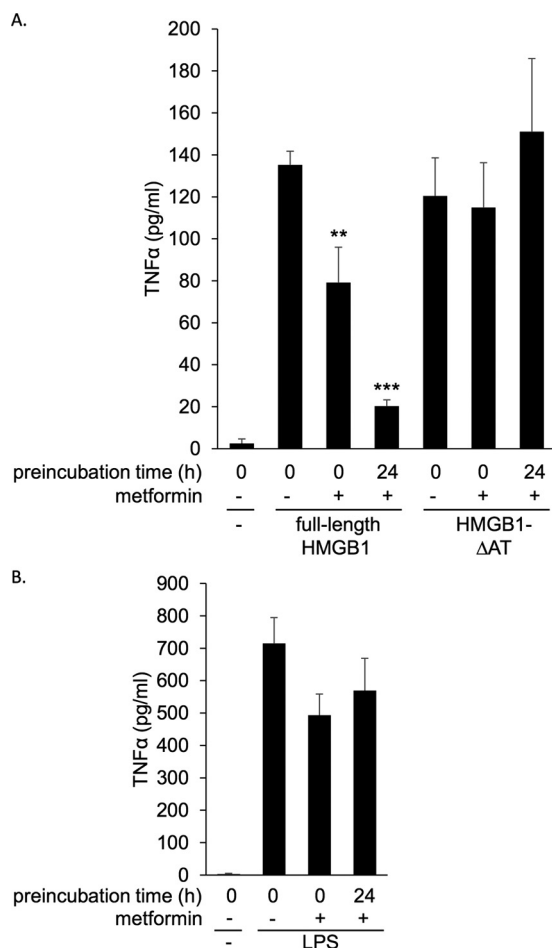 A.
200
180
160
140
120
100
80
60
40
20
0
TNFα (pg/ml)
**
***
preincubation time (h) 0 0 0 24 0 0 24
metformin - - + + - + +
- full-length HMGB1-
HMGB1 ΔAT
B.
900
800
700
600
500
400
300
200
100
0
TNFα (pg/ml)
preincubation time (h) 0 0 0 24
metformin - - + +
- LPS